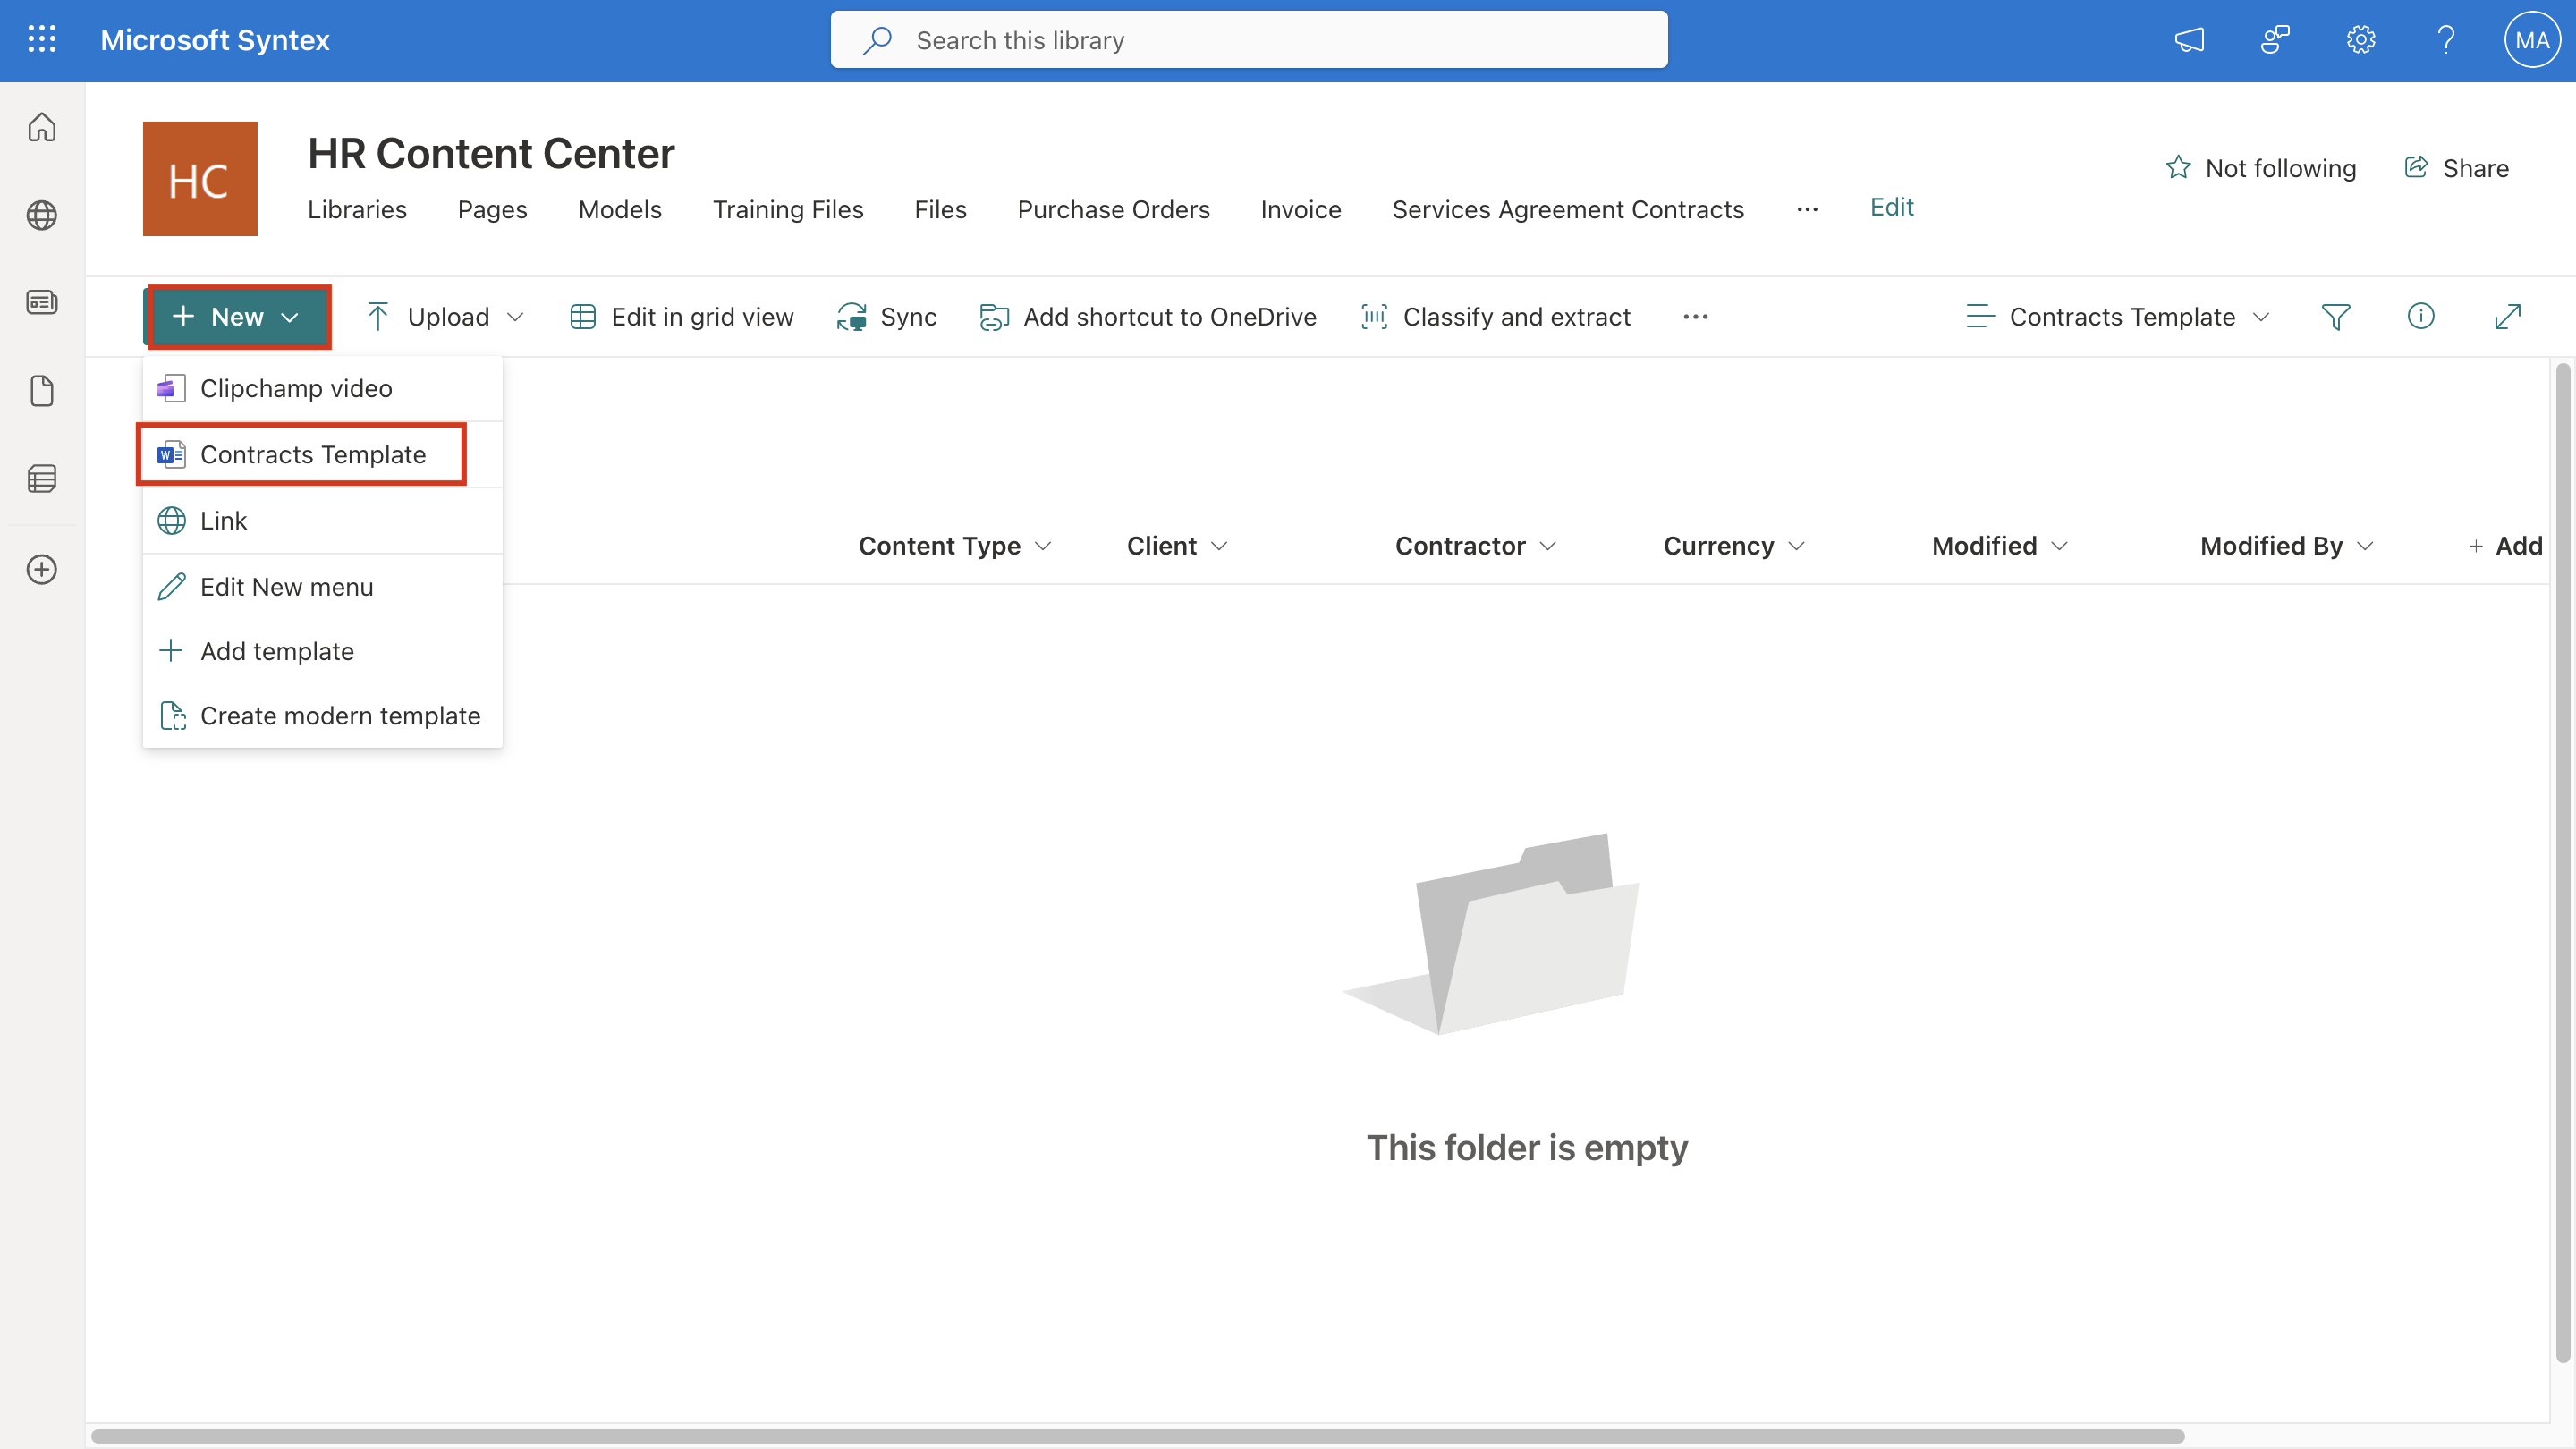 Microsoft Syntex
Search this library
MA
HC
HR Content Center
Libraries Pages Models Training Files Files Purchase Orders Invoice Services Agreement Contracts ··· Edit
Not following Share
+ New Upload Edit in grid view Sync Add shortcut to OneDrive Classify and extract ··· Contracts Template
Clipchamp video
Contracts Template
Link
Edit New menu
+ Add template
Create modern template
Content Type Client Contractor Currency Modified Modified By + Add
This folder is empty